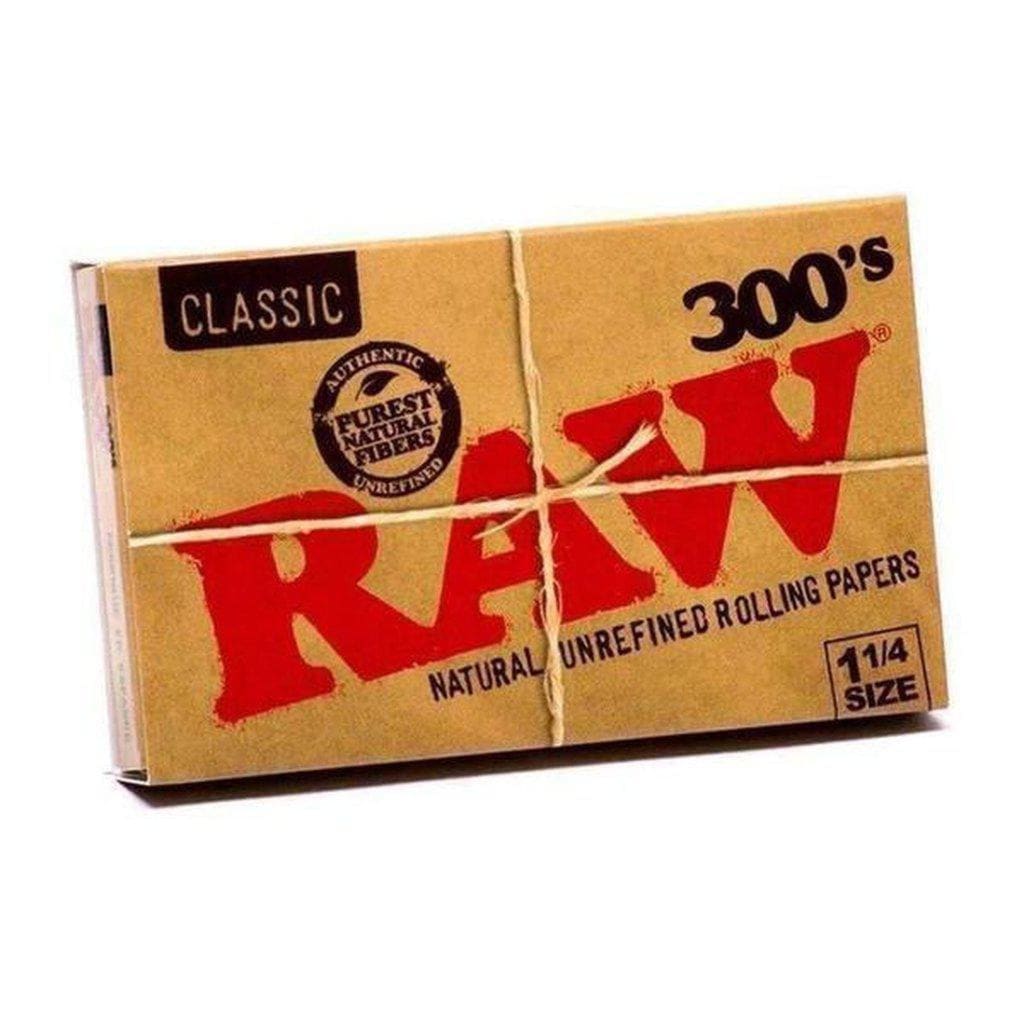 CLASSIC
300's
AUTHENTIC
PUREST
NATURAL
FIBERS
UNREFINED
RAW®
NATURAL UNREFINED ROLLING PAPERS
1 1/4
SIZE